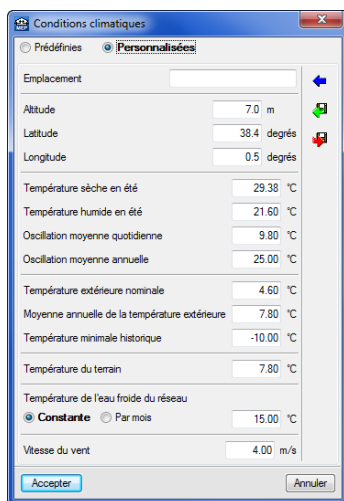 MEP Conditions climatiques
Prédéfinies Personnalisées
Emplacement
Altitude 7.0 m
Latitude 38.4 degrés
Longitude 0.5 degrés
Température sèche en été 29.38 °C
Température humide en été 21.60 °C
Oscillation moyenne quotidienne 9.80 °C
Oscillation moyenne annuelle 25.00 °C
Température extérieure nominale 4.60 °C
Moyenne annuelle de la température extérieure 7.80 °C
Température minimale historique -10.00 °C
Température du terrain 7.80 °C
Température de l'eau froide du réseau
Constante Par mois 15.00 °C
Vitesse du vent 4.00 m/s
Accepter Annuler